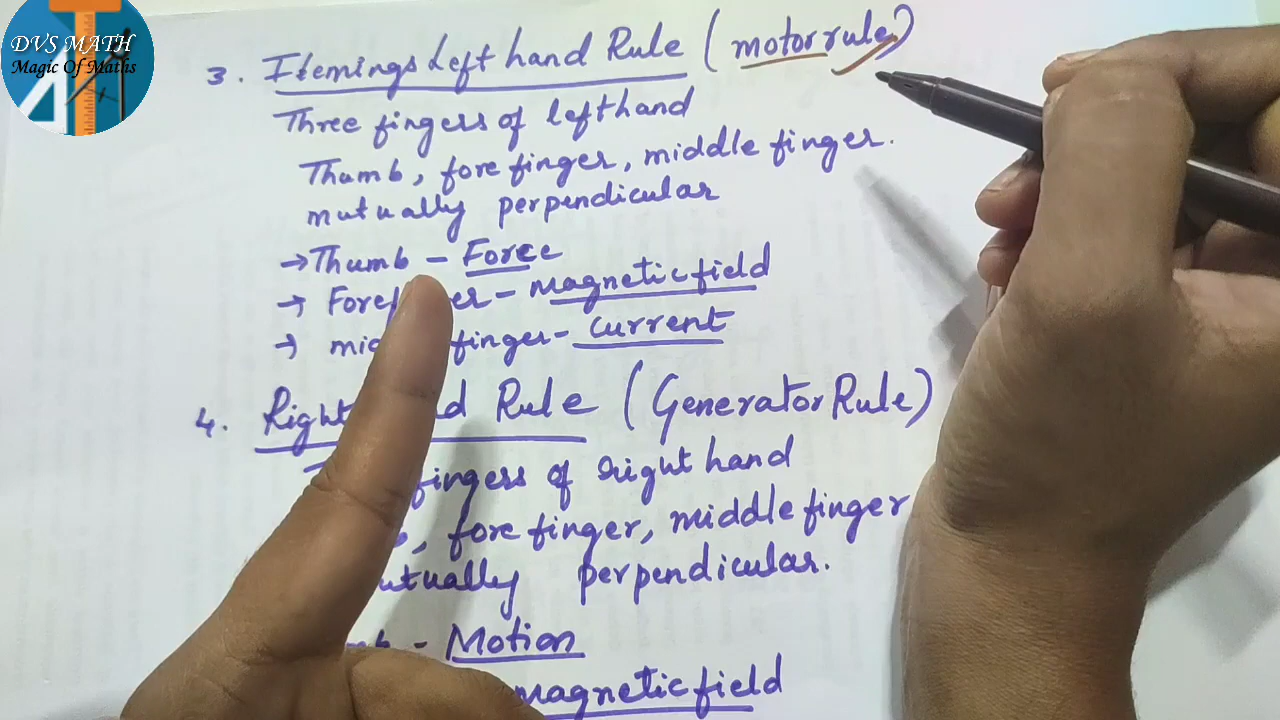 DVS MATH
Magic Of Maths
3. Flemings Left hand Rule (motor rule)
Three fingers of lefthand
Thumb, fore finger, middle finger.
mutually perpendicular
→Thumb - Force
→ - magnetic field
→ finger - current
4. Rule (Generator Rule)
fingers of right hand
, fore finger, middle finger
mutually perpendicular.
- Motion
magnetic field